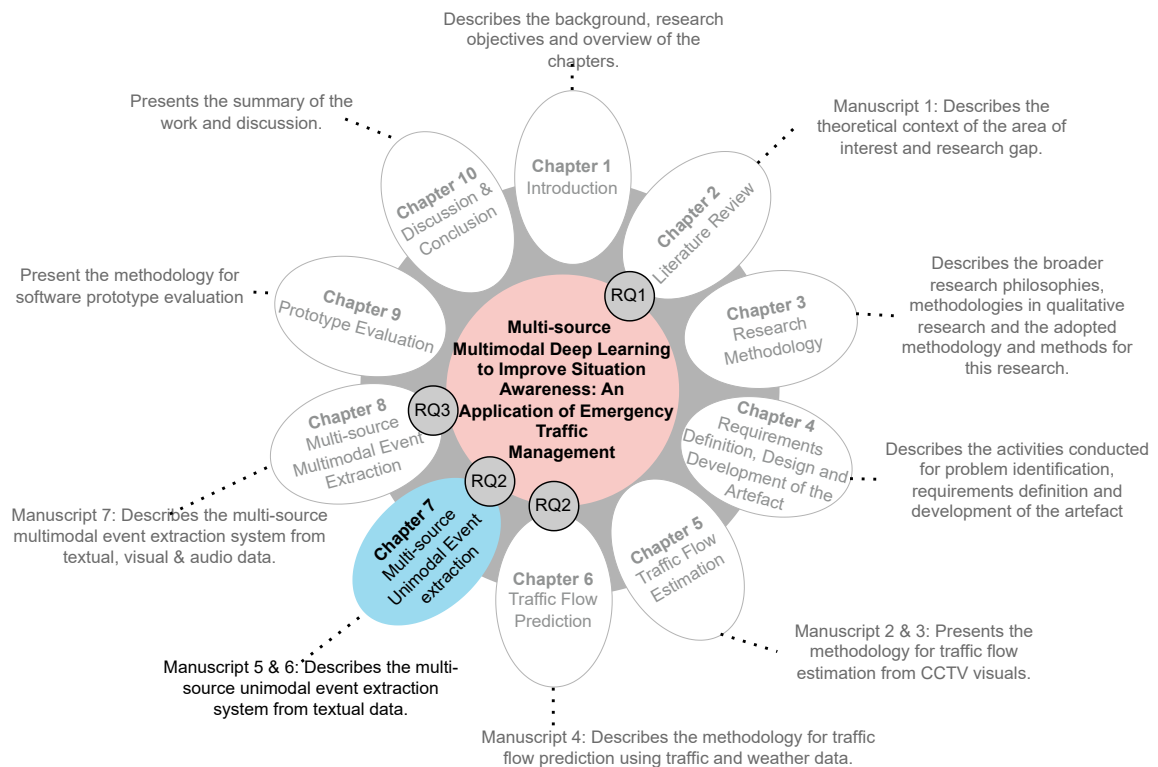 Describes the background, research
objectives and overview of the
chapters.
Presents the summary of the
work and discussion.
Manuscript 1: Describes the
theoretical context of the area of
interest and research gap.
Chapter 1
Introduction
Chapter 10
Discussion &
Conclusion
Chapter 2
Literature Review
Present the methodology for
software prototype evaluation
Chapter 9
Prototype Evaluation
RQ1
Chapter 3
Research
Methodology
Describes the broader
research philosophies,
methodologies in qualitative
research and the adopted
methodology and methods for
this research.
Multi-source
Multimodal Deep Learning
to Improve Situation
Awareness: An
Application of Emergency
Traffic
Management
Chapter 8
Multi-source
Multimodal Event
Extraction
RQ3
Chapter 4
Requirements
Definition, Design and
Development of the
Artefact
Describes the activities conducted
for problem identification,
requirements definition and
development of the artefact
RQ2
RQ2
Manuscript 7: Describes the multi-source
multimodal event extraction system from
textual, visual & audio data.
Chapter 7
Multi-source
Unimodal Event
extraction
Chapter 6
Traffic Flow
Prediction
Chapter 5
Traffic Flow
Estimation
Manuscript 5 & 6: Describes the multi-
source unimodal event extraction
system from textual data.
Manuscript 2 & 3: Presents the
methodology for traffic flow
estimation from CCTV visuals.
Manuscript 4: Describes the methodology for traffic
flow prediction using traffic and weather data.